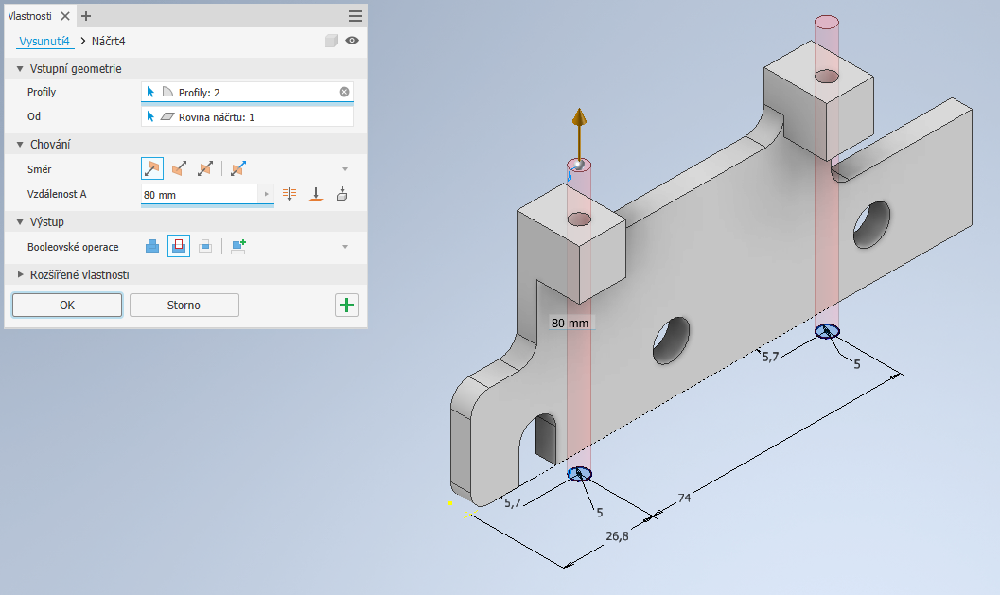 Vlastnosti
Vysunutí4 > Náčrt4
Vstupní geometrie
Profily Profily: 2
Od Rovina náčrtu: 1
Chování
Směr
Vzdálenost A 80 mm
Výstup
Booleovské operace
Rozšířené vlastnosti
OK Storno
80 mm
5,7
5
74
5,7
5
26,8